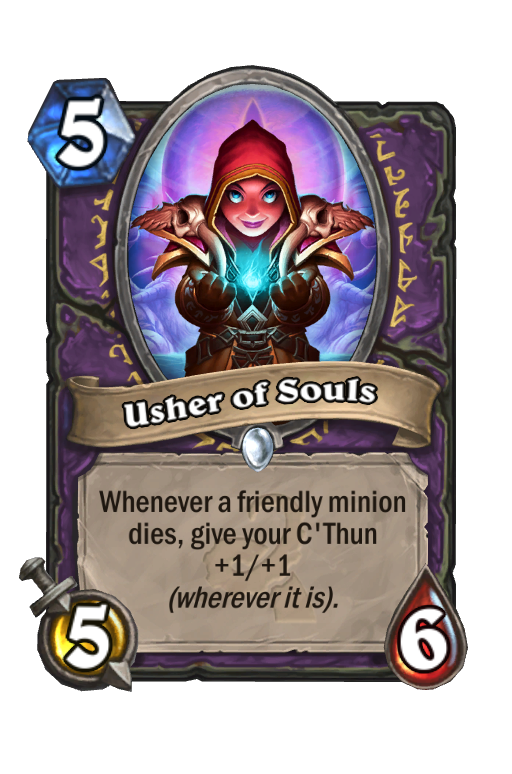 5
Usher of Souls
Whenever a friendly minion
dies, give your C'Thun
+1/+1
(wherever it is).
5
6